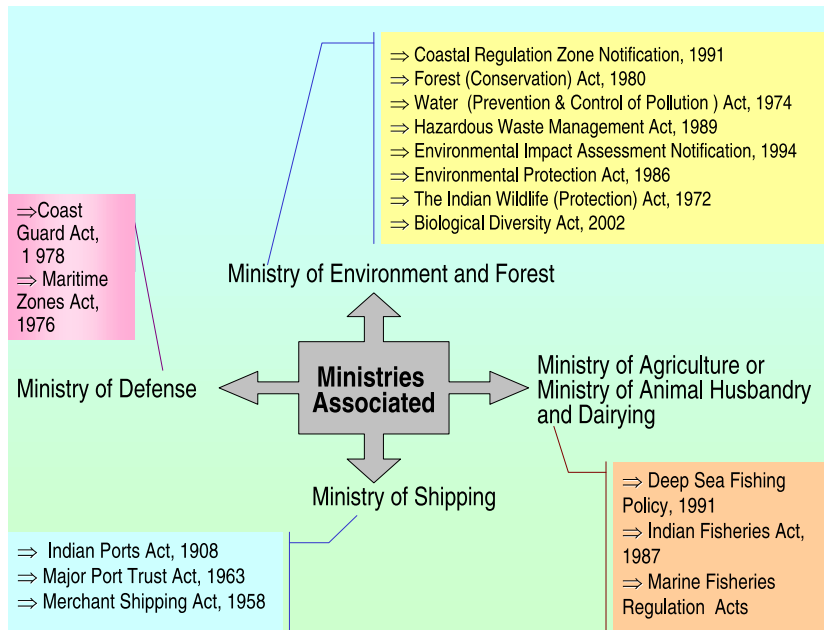 ⇒ Coastal Regulation Zone Notification, 1991
⇒ Forest (Conservation) Act, 1980
⇒ Water (Prevention & Control of Pollution ) Act, 1974
⇒ Hazardous Waste Management Act, 1989
⇒ Environmental Impact Assessment Notification, 1994
⇒ Environmental Protection Act, 1986
⇒ The Indian Wildlife (Protection) Act, 1972
⇒ Biological Diversity Act, 2002
⇒Coast
Guard Act,
1 978
⇒ Maritime
Zones Act,
1976
Ministry of Environment and Forest
Ministry of Defense
Ministries
Associated
Ministry of Agriculture or
Ministry of Animal Husbandry
and Dairying
Ministry of Shipping
⇒ Indian Ports Act, 1908
⇒ Major Port Trust Act, 1963
⇒ Merchant Shipping Act, 1958
⇒ Deep Sea Fishing
Policy, 1991
⇒ Indian Fisheries Act,
1987
⇒ Marine Fisheries
Regulation Acts